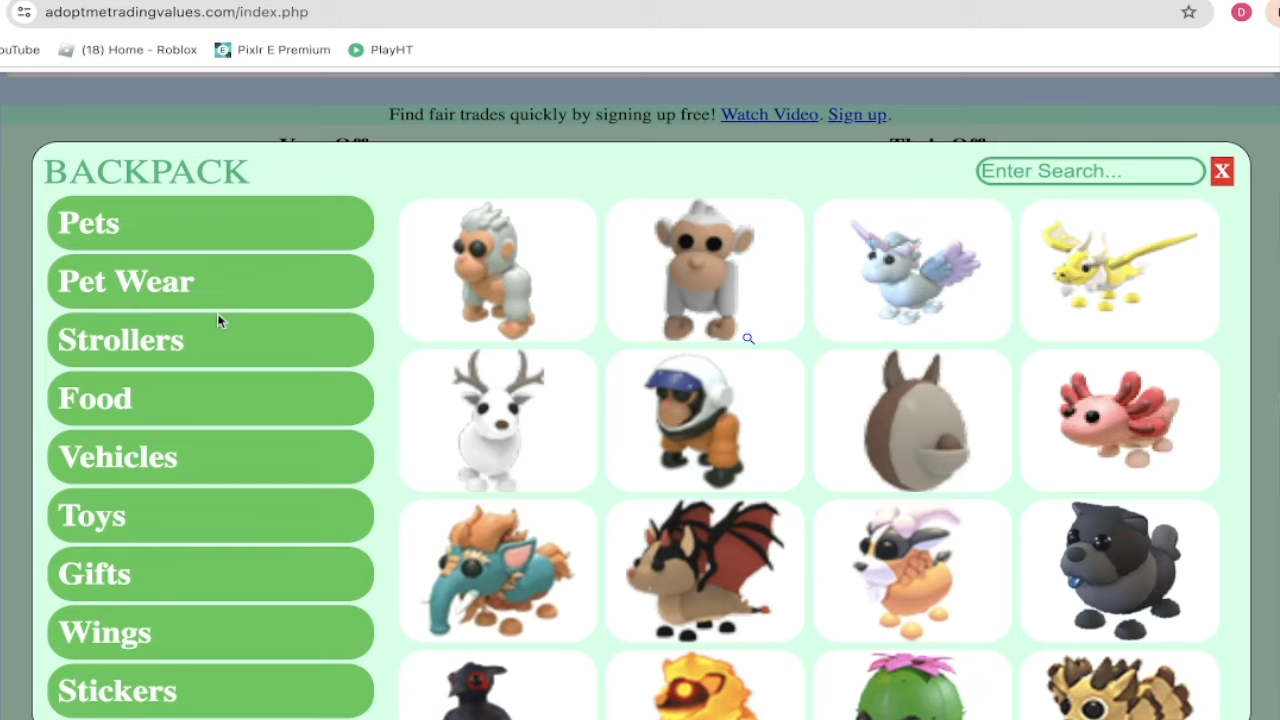 adoptmetradingvalues.com/index.php
D
ouTube
(18) Home - Roblox
Pixlr E Premium
PlayHT
Find fair trades quickly by signing up free! Watch Video. Sign up.
BACKPACK
Enter Search...
X
Pets
Pet Wear
Strollers
Food
Vehicles
Toys
Gifts
Wings
Stickers